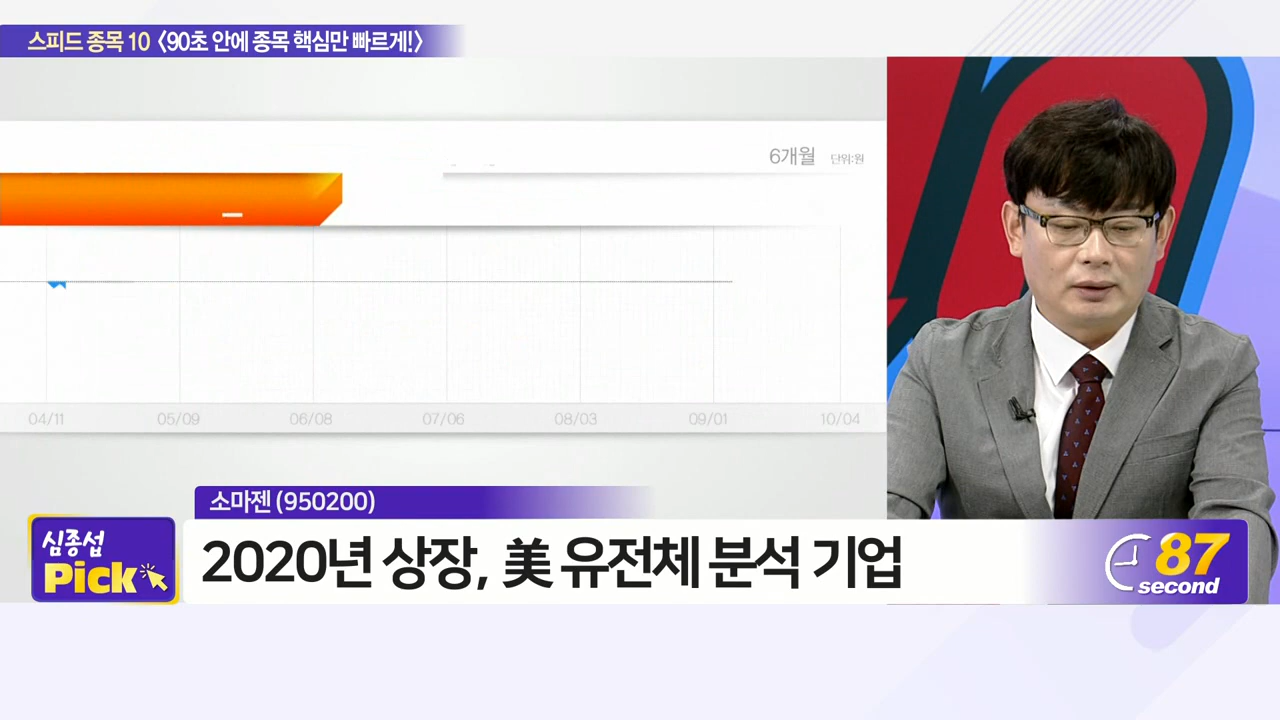 스피드 종목 10 〈90초 안에 종목 핵심만 빠르게!〉
6개월 단위:원
04/11 05/09 06/08 07/06 08/03 09/01 10/04
소마젠 (950200)
심종섭
Pick
2020년 상장, 美 유전체 분석 기업
87
second